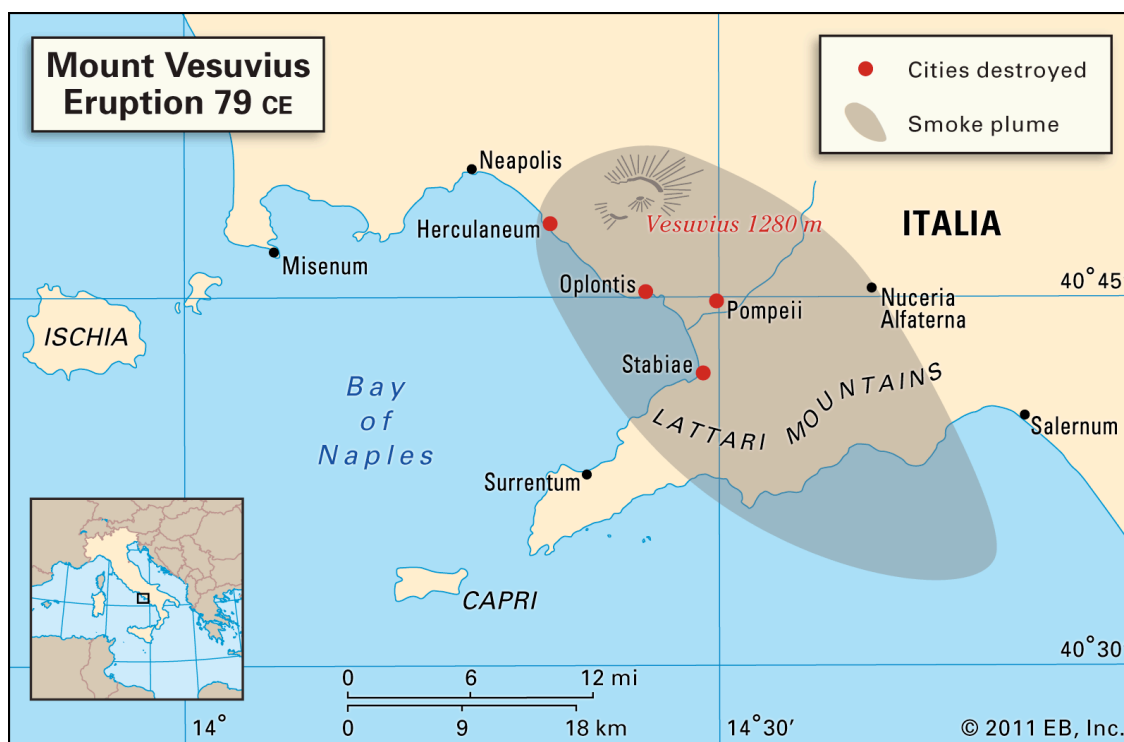 Mount Vesuvius
Eruption 79 CE
Cities destroyed
Smoke plume
Neapolis
Herculaneum
Vesuvius 1280 m
ITALIA
Misenum
Oplontis
40°45
Nuceria
Alfaterna
Pompeii
ISCHIA
Stabiae
Bay
of
Naples
LATTARI MOUNTAINS
Salernum
Surrentum
CAPRI
40°30
0 6 12 mi
0 9 18 km
14°
14°30'
© 2011 EB, Inc.